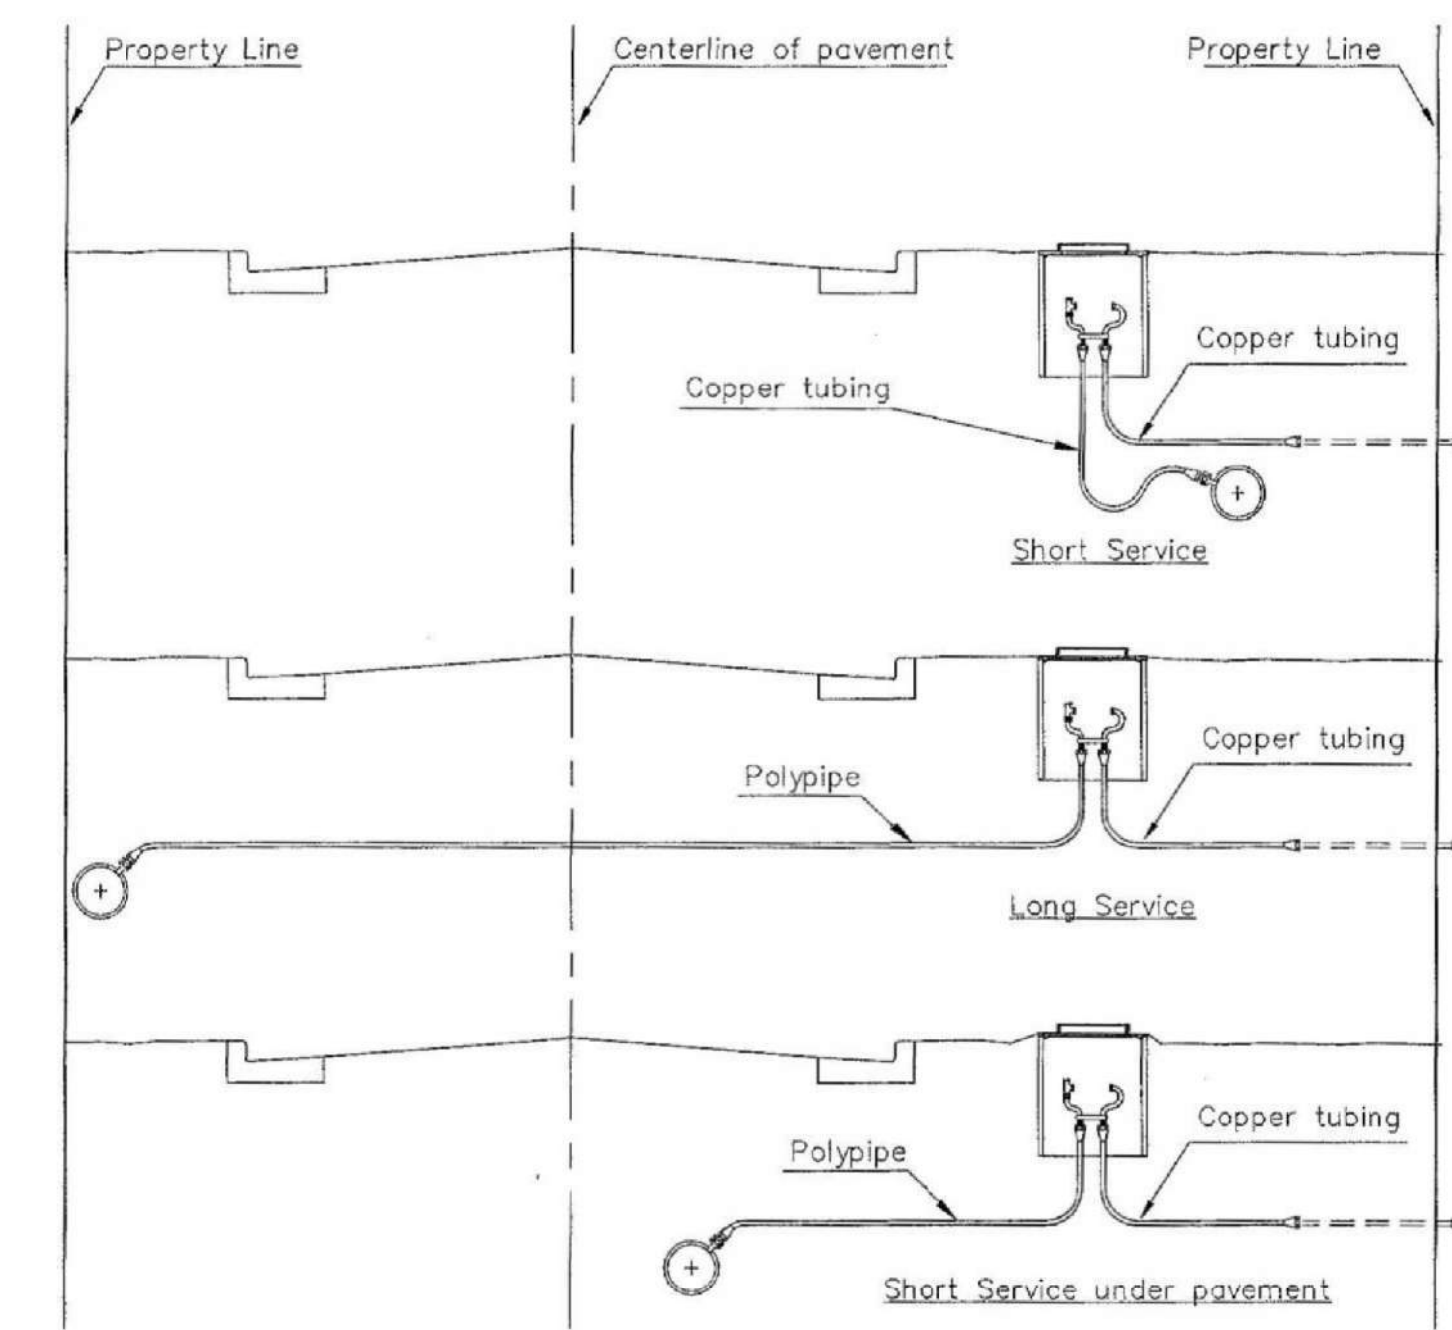 Property Line
Centerline of pavement
Property Line
Copper tubing
Copper tubing
Short Service
Copper tubing
Polypipe
Long Service
Copper tubing
Polypipe
Short Service under pavement